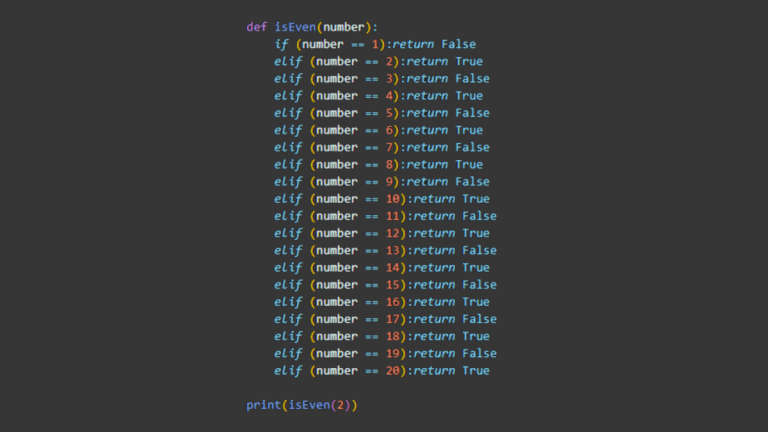 def isEven(number):
    if (number == 1):return False
    elif (number == 2):return True
    elif (number == 3):return False
    elif (number == 4):return True
    elif (number == 5):return False
    elif (number == 6):return True
    elif (number == 7):return False
    elif (number == 8):return True
    elif (number == 9):return False
    elif (number == 10):return True
    elif (number == 11):return False
    elif (number == 12):return True
    elif (number == 13):return False
    elif (number == 14):return True
    elif (number == 15):return False
    elif (number == 16):return True
    elif (number == 17):return False
    elif (number == 18):return True
    elif (number == 19):return False
    elif (number == 20):return True

print(isEven(2))